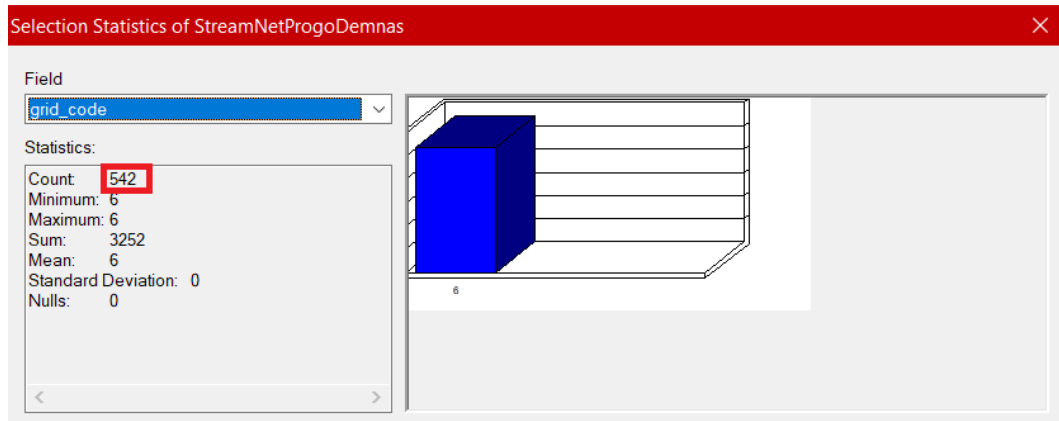 Selection Statistics of StreamNetProgoDemnas
Field
grid_code
Statistics:
Count: 542
Minimum: 6
Maximum: 6
Sum: 3252
Mean: 6
Standard Deviation: 0
Nulls: 0
6